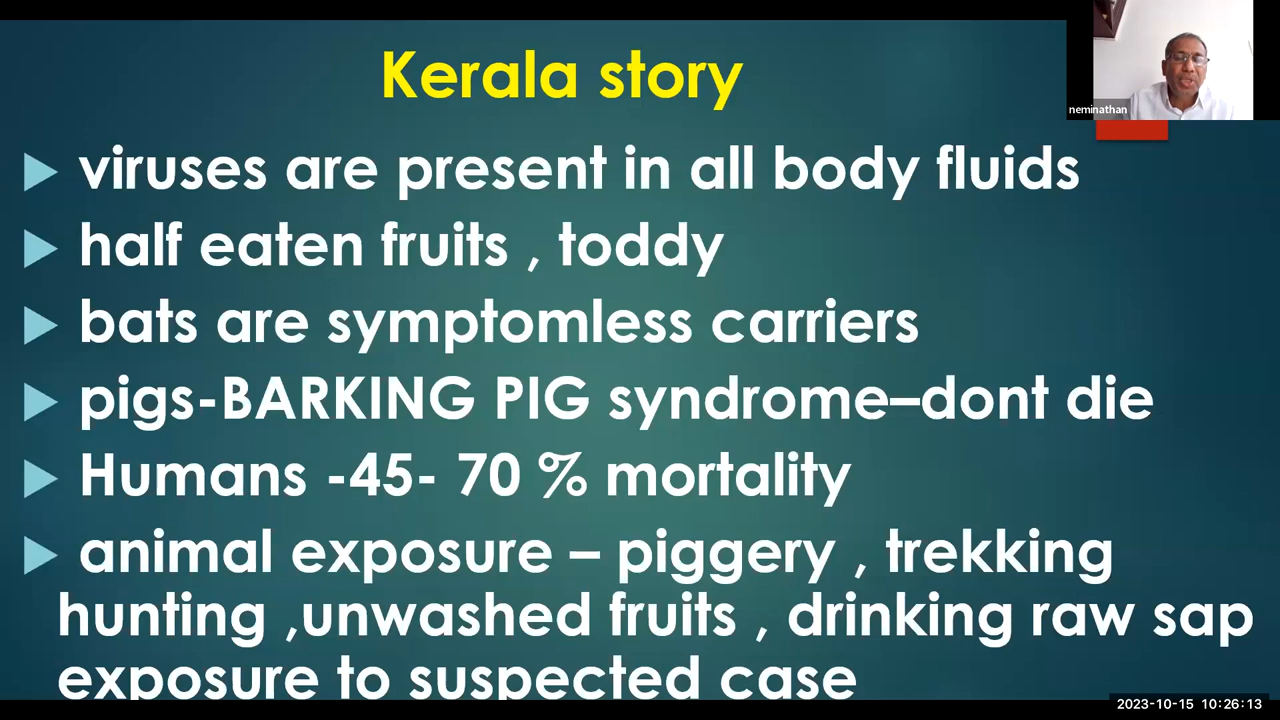 Kerala story
neminathan
viruses are present in all body fluids
half eaten fruits , toddy
bats are symptomless carriers
pigs-BARKING PIG syndrome–dont die
Humans -45- 70 % mortality
animal exposure – piggery , trekking
hunting ,unwashed fruits , drinking raw sap
exposure to suspected case
2023-10-15 10:26:13